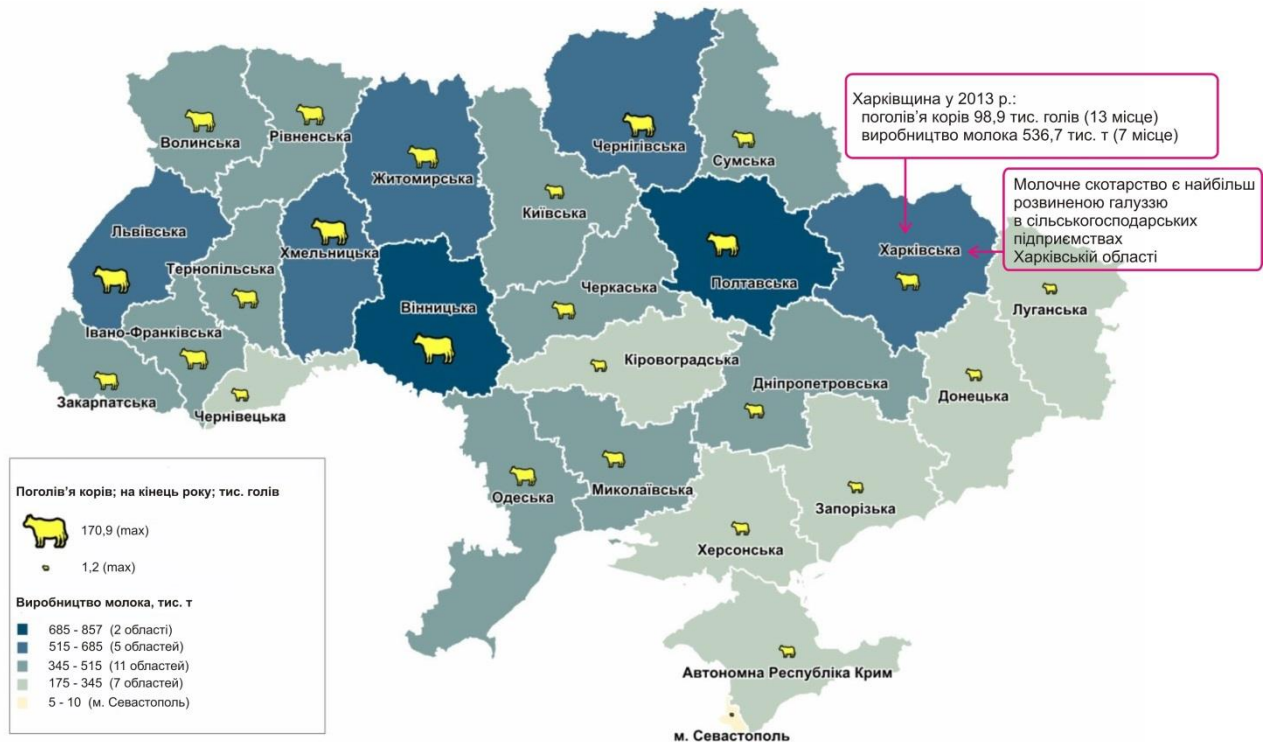 Харківщина у 2013 р.:
поголів'я корів 98,9 тис. голів (13 місце)
виробництво молока 536,7 тис. т (7 місце)
Молочне скотарство є найбільш
розвиненою галуззю
в сільськогосподарських
підприємствах
Харківській області
Волинська
Рівненська
Житомирська
Чернігівська
Сумська
Київська
Львівська
Тернопільська
Хмельницька
Вінницька
Черкаська
Полтавська
Харківська
Луганська
Івано-Франківська
Закарпатська
Чернівецька
Кіровоградська
Дніпропетровська
Донецька
Одеська
Миколаївська
Запорізька
Херсонська
Автономна Республіка Крим
м. Севастополь
Поголів'я корів; на кінець року; тис. голів
170,9 (max)
1,2 (max)
Виробництво молока, тис. т
685 - 857 (2 області)
515 - 685 (5 областей)
345 - 515 (11 областей)
175 - 345 (7 областей)
5 - 10 (м. Севастополь)